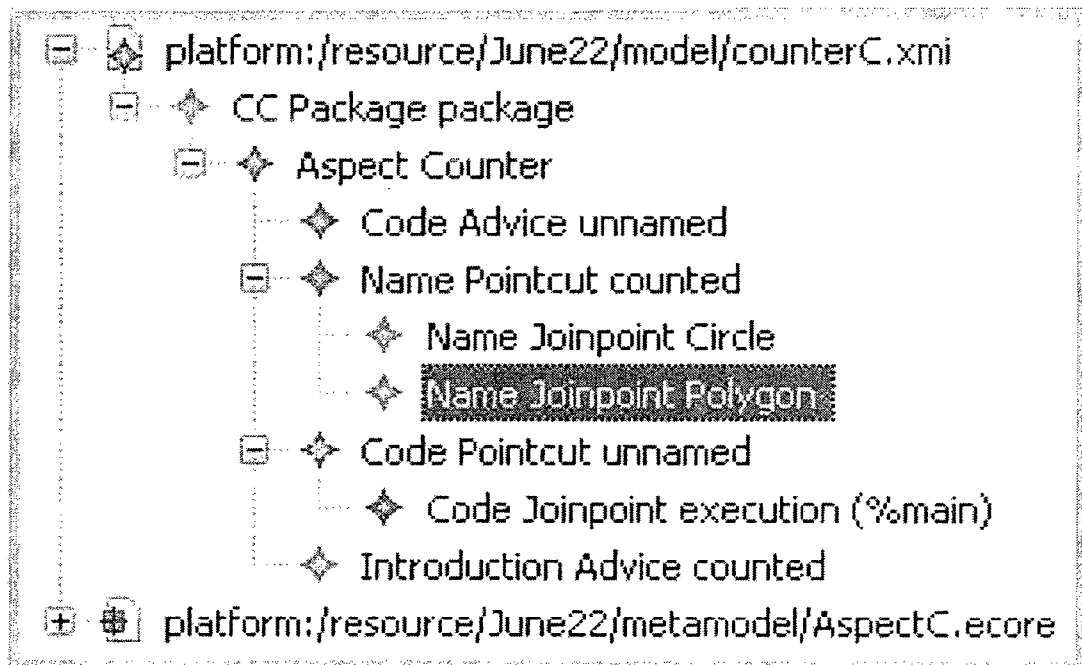 platform:/resource/June22/model/counterC.xmi
CC Package package
Aspect Counter
Code Advice unnamed
Name Pointcut counted
Name Joinpoint Circle
Name Joinpoint Polygon
Code Pointcut unnamed
Code Joinpoint execution (%main)
Introduction Advice counted
platform:/resource/June22/metamodel/AspectC.ecore